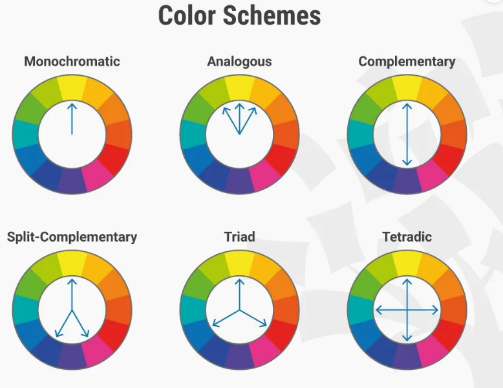 Color Schemes
Monochromatic
Analogous
Complementary
Split-Complementary
Triad
Tetradic